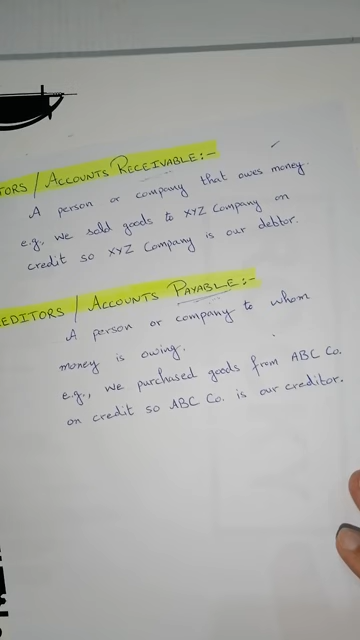 TORS / ACCOUNTS RECEIVABLE:-
A person or company that owes money
e.g., we sold goods to XYZ Company on
credit so XYZ Company is our debtor.
EDITORS / ACCOUNTS PAYABLE:-
A person or company to whom
money is owing.
e.g., we purchased goods from ABC Co.
on credit so ABC Co. is our creditor.